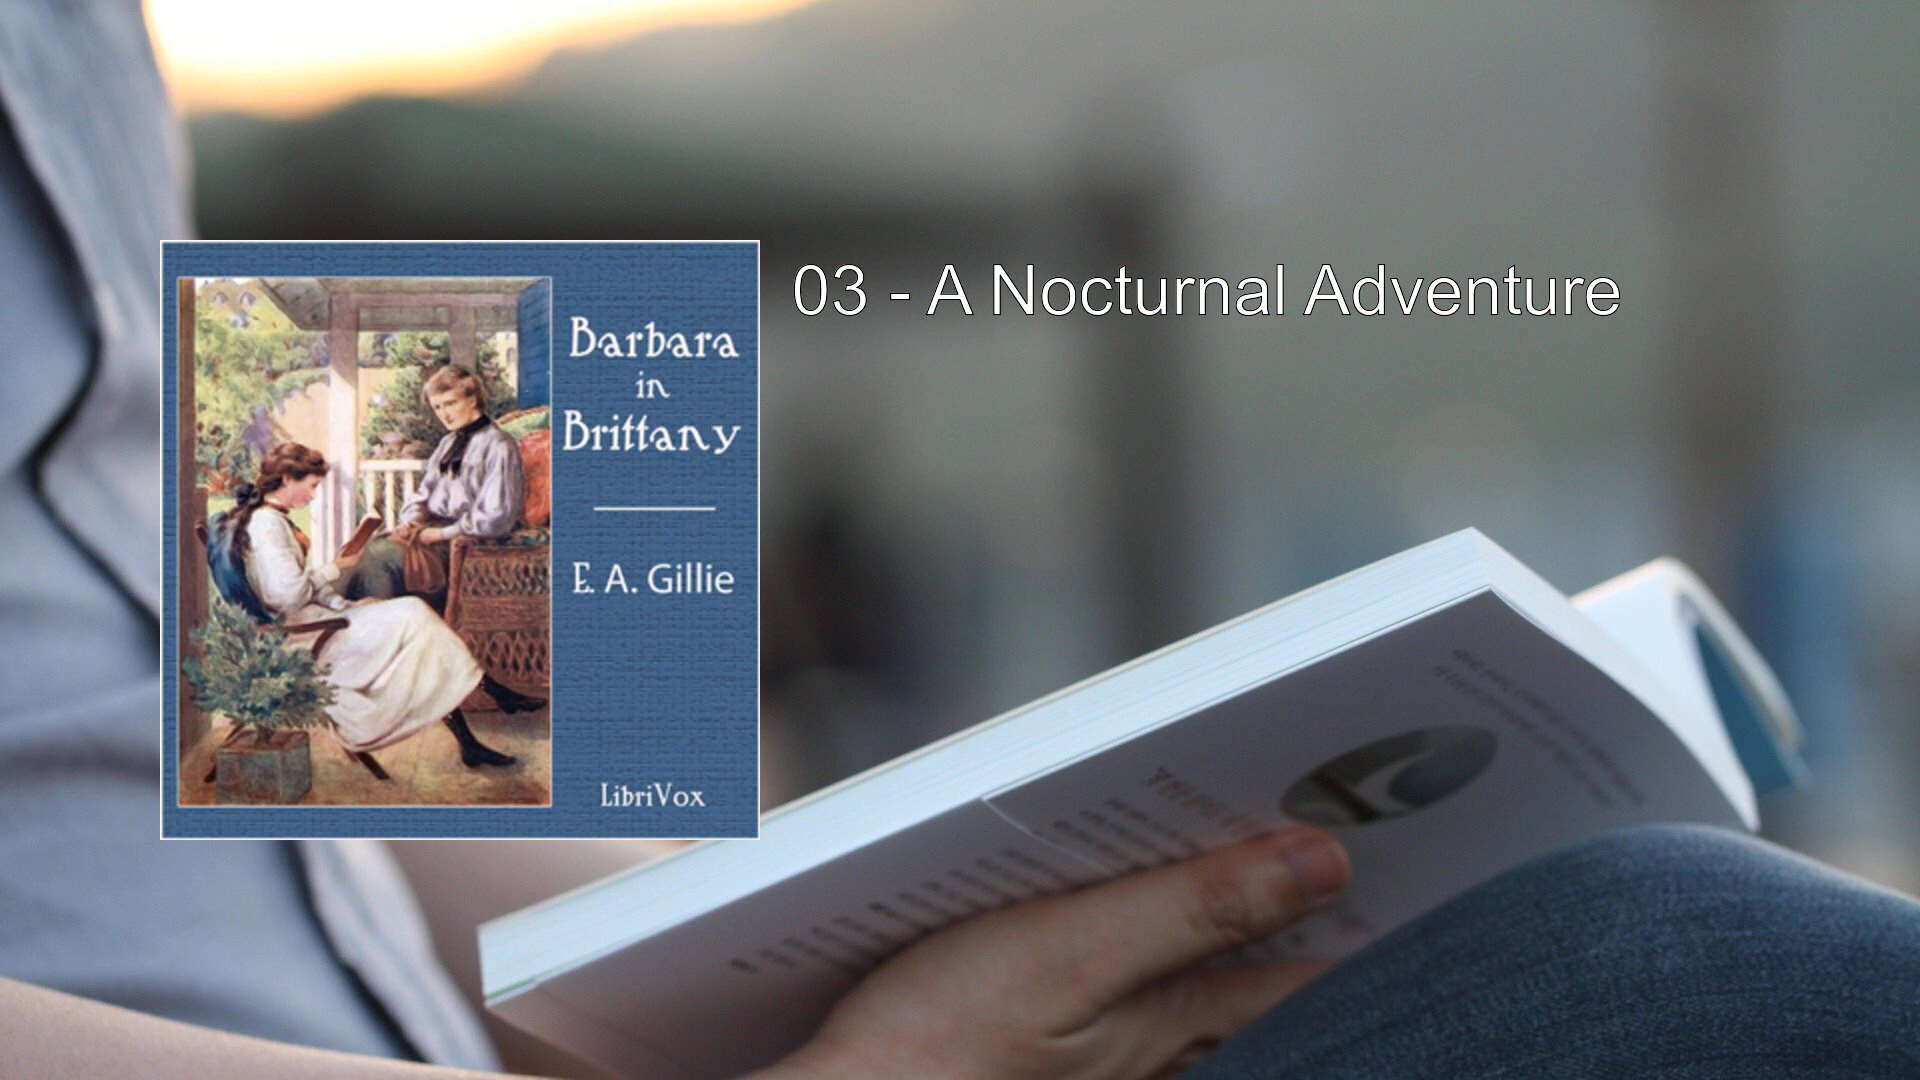 03 - A Nocturnal Adventure
Barbara
in
Brittany
E. A. Gillie
LibriVox